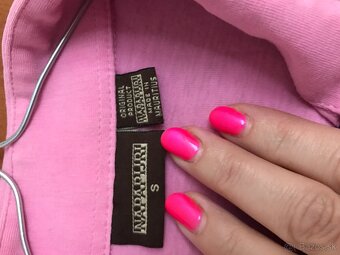 ORIGINAL
PRODUCT
NAPAPIJRI
MADE IN
MAURITIUS
NAPAPIJRI
S